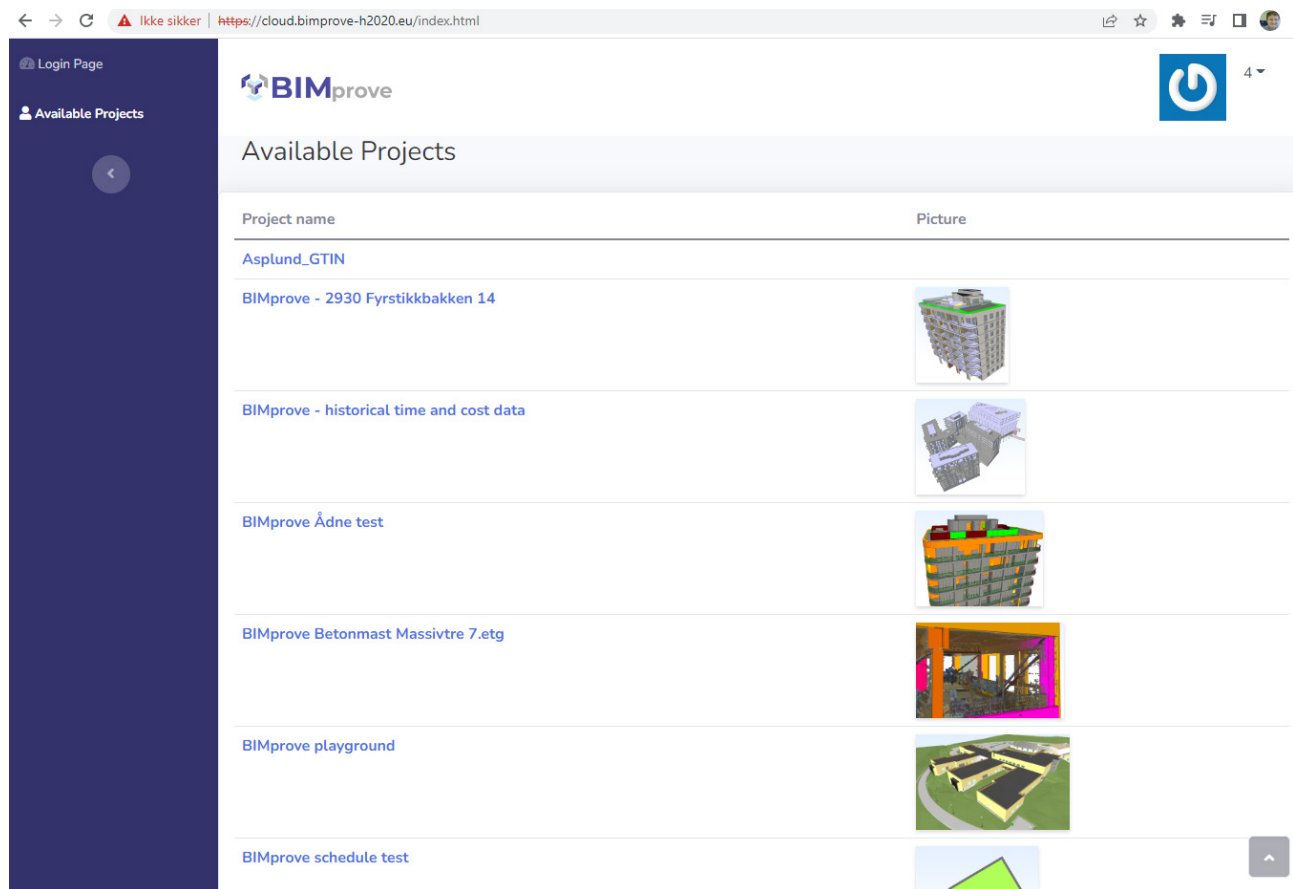 Ikke sikker | https://cloud.bimprove-h2020.eu/index.html
Login Page
Available Projects
BIMprove
4
Available Projects
Project name Picture
Asplund_GTIN
BIMprove - 2930 Fyrstikkbakken 14
BIMprove - historical time and cost data
BIMprove Ådne test
BIMprove Betonmast Massivtre 7.etg
BIMprove playground
BIMprove schedule test